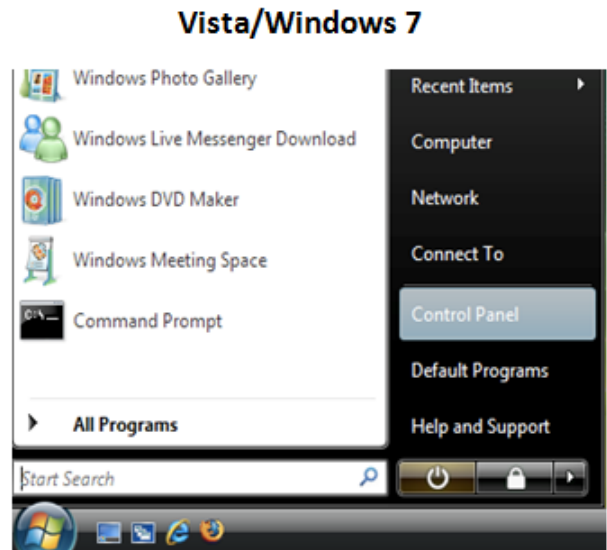 Vista/Windows 7
Windows Photo Gallery
Windows Live Messenger Download
Windows DVD Maker
Windows Meeting Space
C:\
Command Prompt
All Programs
Start Search
Recent Items
Computer
Network
Connect To
Control Panel
Default Programs
Help and Support